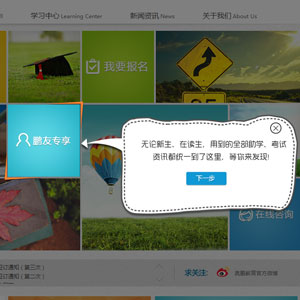 学习中心 Learning Center 新闻资讯 News 关于我们 About Us
我要报名
25
鹏友专享
无论新生、在读生，用到的全部助学、考试
资讯都统一到了这里，等你来发现!
下一步
在线咨询
求关注: